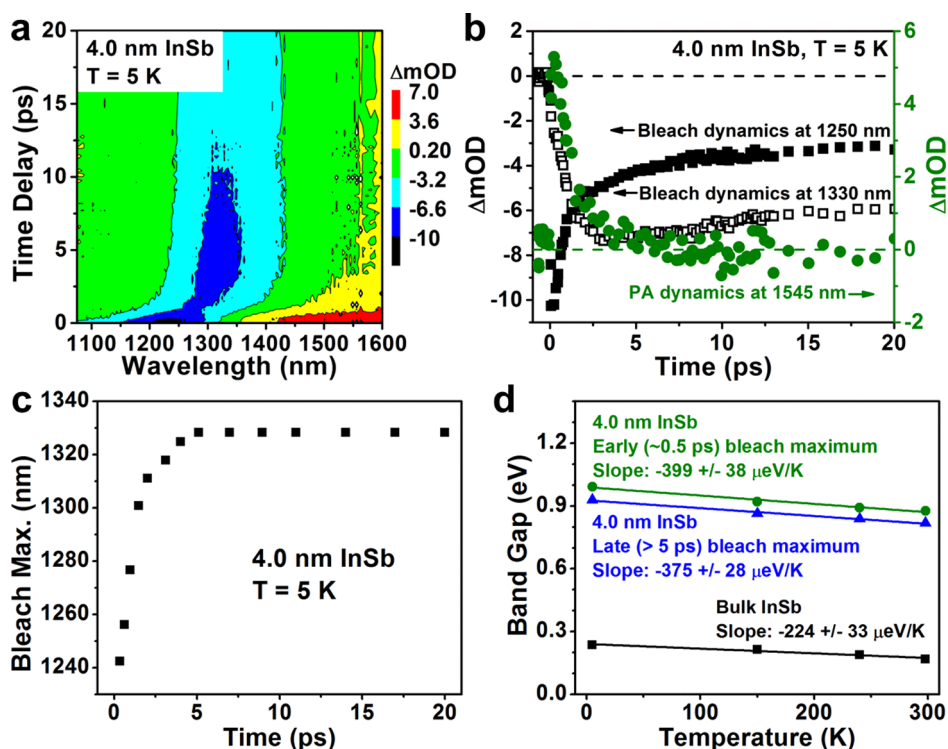 a
4.0 nm InSb
T = 5 K
ΔmOD
7.0
3.6
0.20
-3.2
-6.6
-10
20
15
10
5
0
Time Delay (ps)
1100 1200 1300 1400 1500 1600
Wavelength (nm)
b
4.0 nm InSb, T = 5 K
Bleach dynamics at 1250 nm
Bleach dynamics at 1330 nm
PA dynamics at 1545 nm
2
0
-2
-4
-6
-8
-10
ΔmOD
6
5
4
3
2
1
0
-1
-2
ΔmOD
0 5 10 15 20
Time (ps)
c
1340
1320
1300
1280
1260
1240
Bleach Max. (nm)
4.0 nm InSb
T = 5 K
0 5 10 15 20
Time (ps)
d
1.2
0.9
0.6
0.3
0.0
Band Gap (eV)
4.0 nm InSb
Early (~0.5 ps) bleach maximum
Slope: -399 +/- 38 μeV/K
4.0 nm InSb
Late (> 5 ps) bleach maximum
Slope: -375 +/- 28 μeV/K
Bulk InSb
Slope: -224 +/- 33 μeV/K
0 100 200 300
Temperature (K)